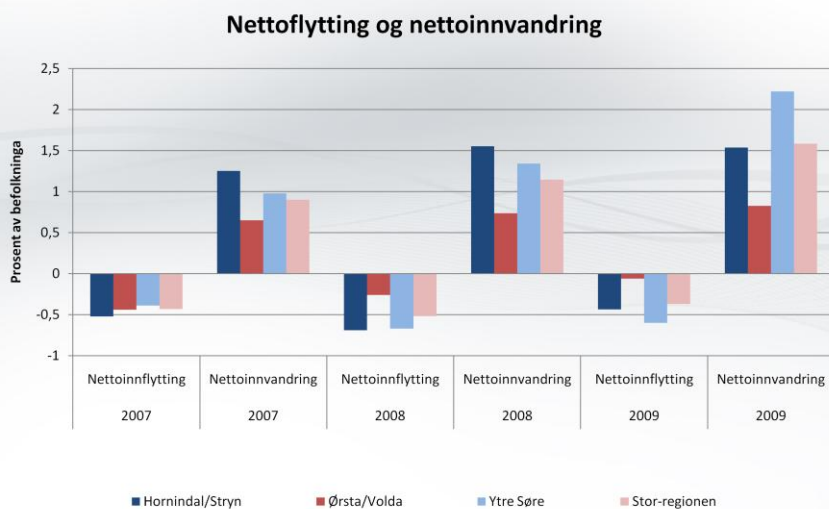 Nettoflytting og nettoinnvandring
Prosent av befolkninga
2,5
2
1,5
1
0,5
0
-0,5
-1
Nettoinnflytting Nettoinnvandring Nettoinnflytting Nettoinnvandring Nettoinnflytting Nettoinnvandring
2007 2007 2008 2008 2009 2009
Hornindal/Stryn Ørsta/Volda Ytre Søre Stor-regionen